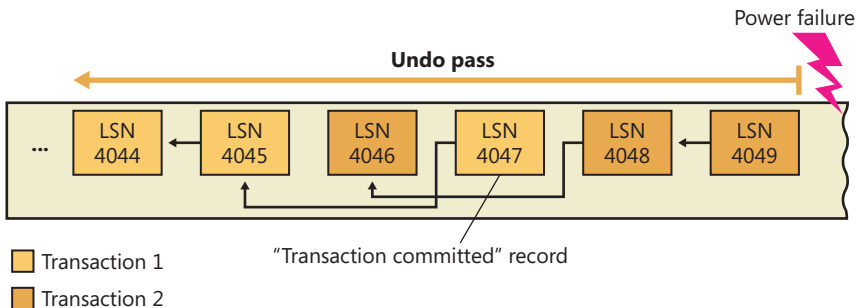 Power failure
Undo pass
... LSN 4044 LSN 4045 LSN 4046 LSN 4047 LSN 4048 LSN 4049
"Transaction committed" record
Transaction 1
Transaction 2